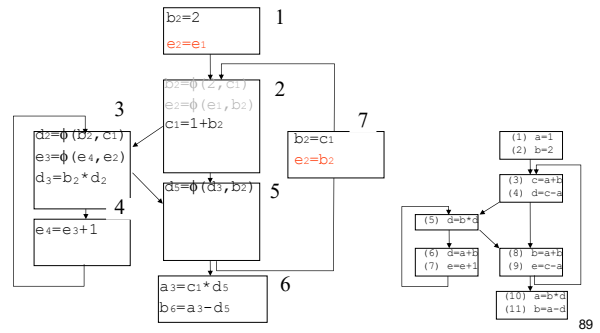 b2=2
e2=e1
1
b2=ϕ(2,c1)
e2=ϕ(e1,b2)
c1=1+b2
2
3
d2=ϕ(b2,c1)
e3=ϕ(e4,e2)
d3=b2*d2
7
b2=c1
e2=b2
4
e4=e3+1
d5=ϕ(d3,b2)
5
a3=c1*d5
b6=a3-d5
6
(1) a=1
(2) b=2
(3) c=a+b
(4) d=c-a
(5) d=b*d
(6) d=a+b
(7) e=e+1
(8) b=a+b
(9) e=c-a
(10) a=b*d
(11) b=a-d
89